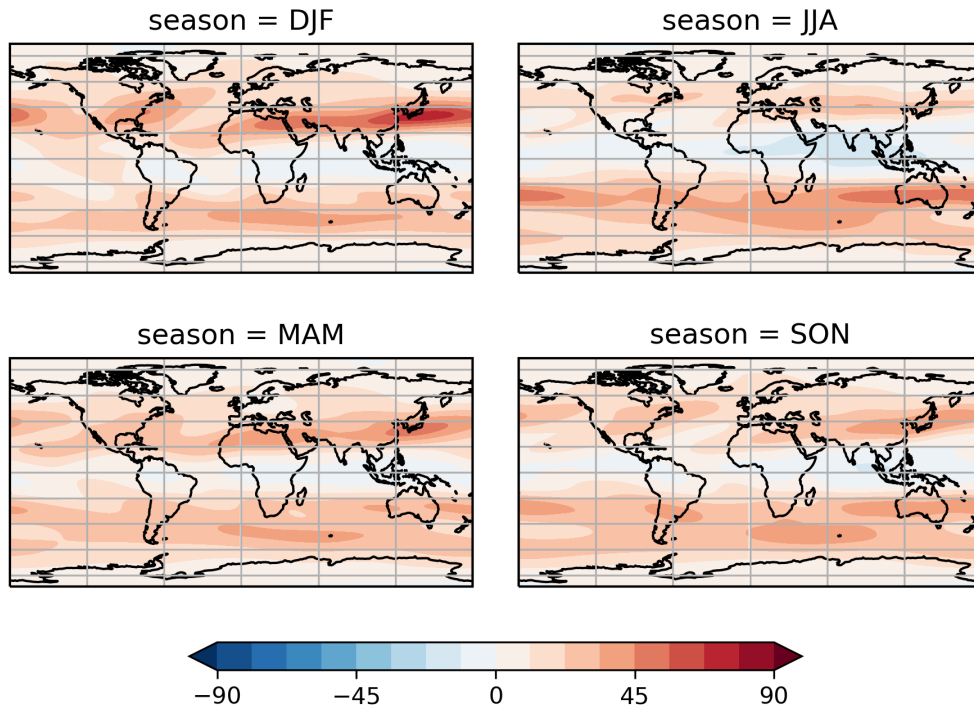 season = DJF
season = JJA
season = MAM
season = SON
−90
−45
0
45
90